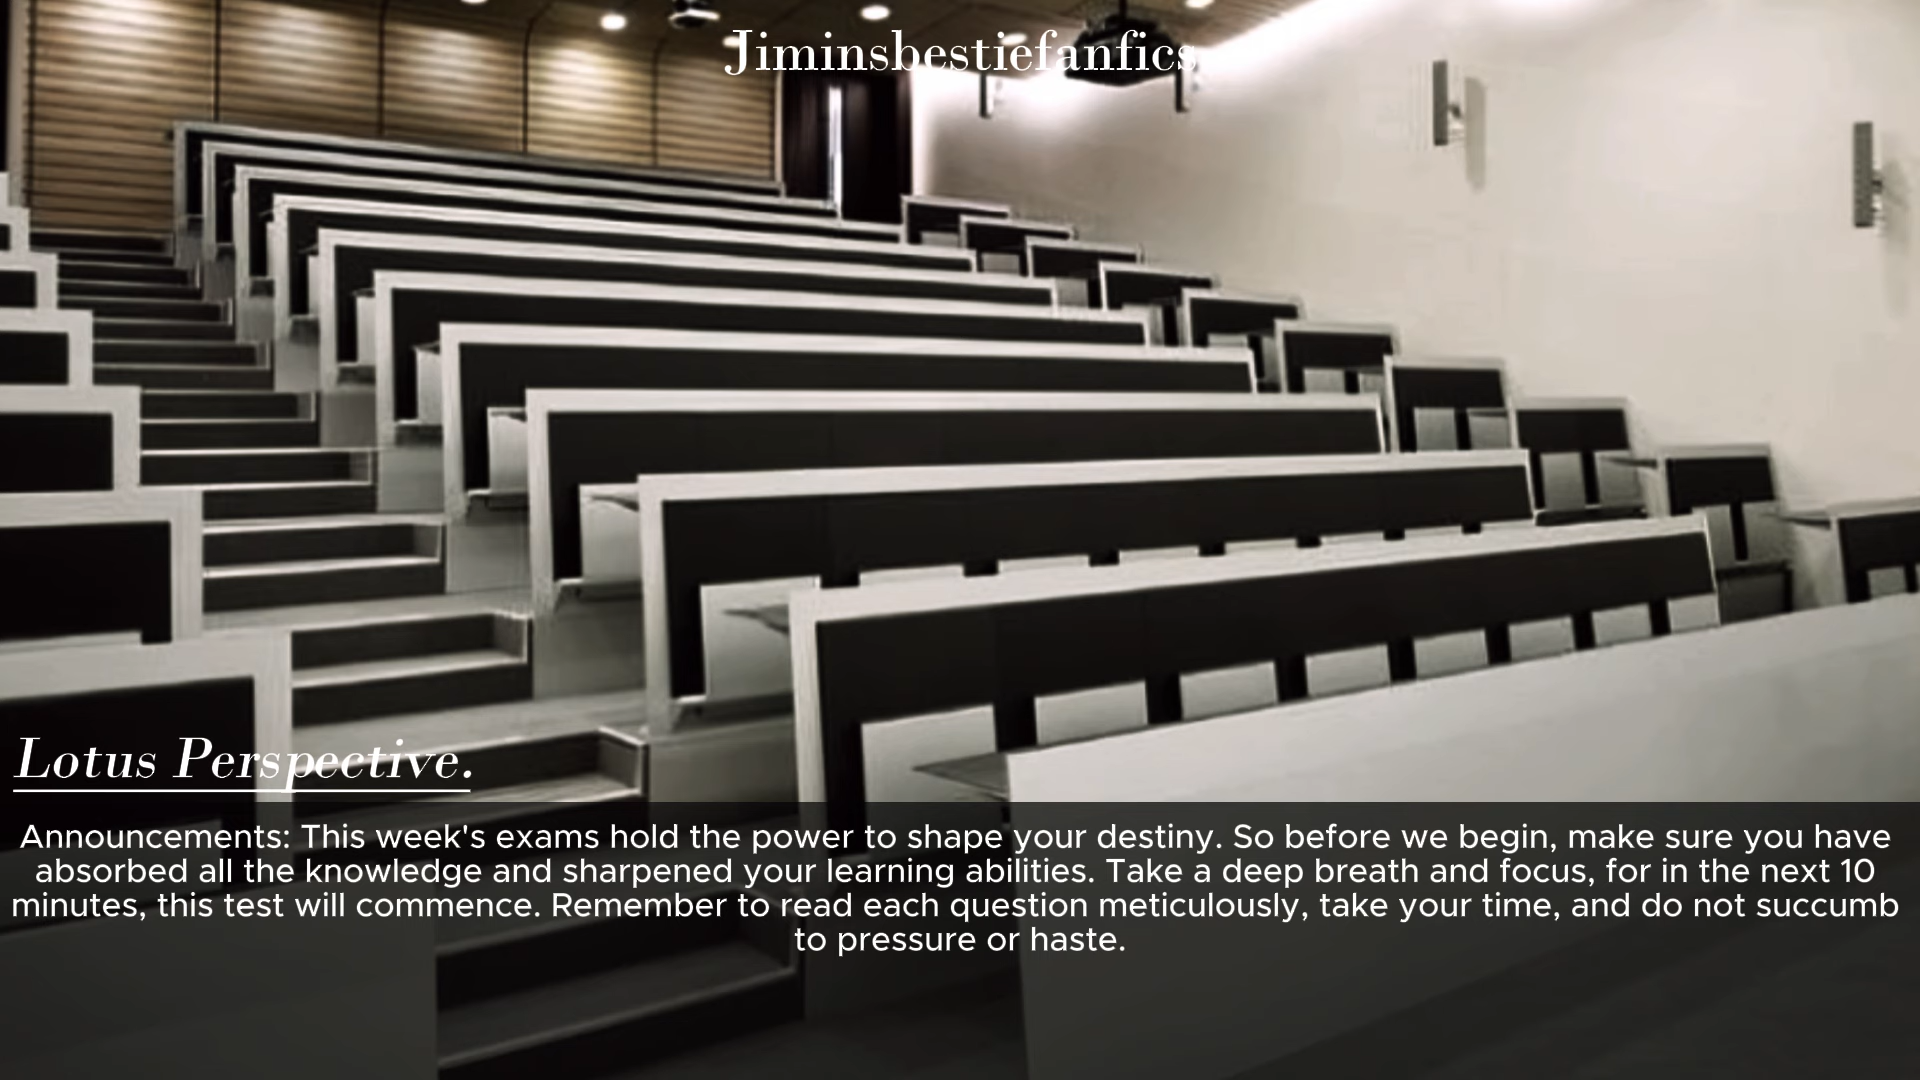 Jiminsbestiefanfics
Lotus Perspective.
Announcements: This week's exams hold the power to shape your destiny. So before we begin, make sure you have
absorbed all the knowledge and sharpened your learning abilities. Take a deep breath and focus, for in the next 10
minutes, this test will commence. Remember to read each question meticulously, take your time, and do not succumb
to pressure or haste.